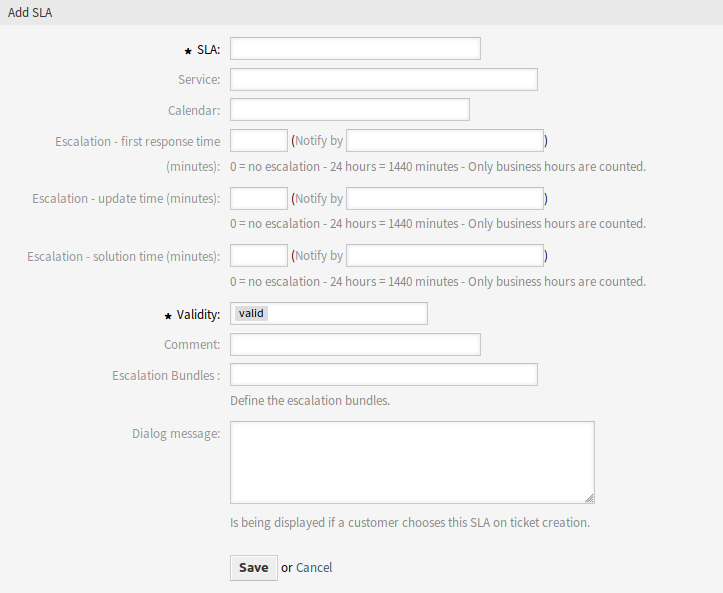 Add SLA
★ SLA:
Service:
Calendar:
Escalation - first response time (Notify by )
(minutes): 0 = no escalation - 24 hours = 1440 minutes - Only business hours are counted.
Escalation - update time (minutes): (Notify by )
0 = no escalation - 24 hours = 1440 minutes - Only business hours are counted.
Escalation - solution time (minutes): (Notify by )
0 = no escalation - 24 hours = 1440 minutes - Only business hours are counted.
★ Validity: valid
Comment:
Escalation Bundles :
Define the escalation bundles.
Dialog message:
Is being displayed if a customer chooses this SLA on ticket creation.
Save or Cancel